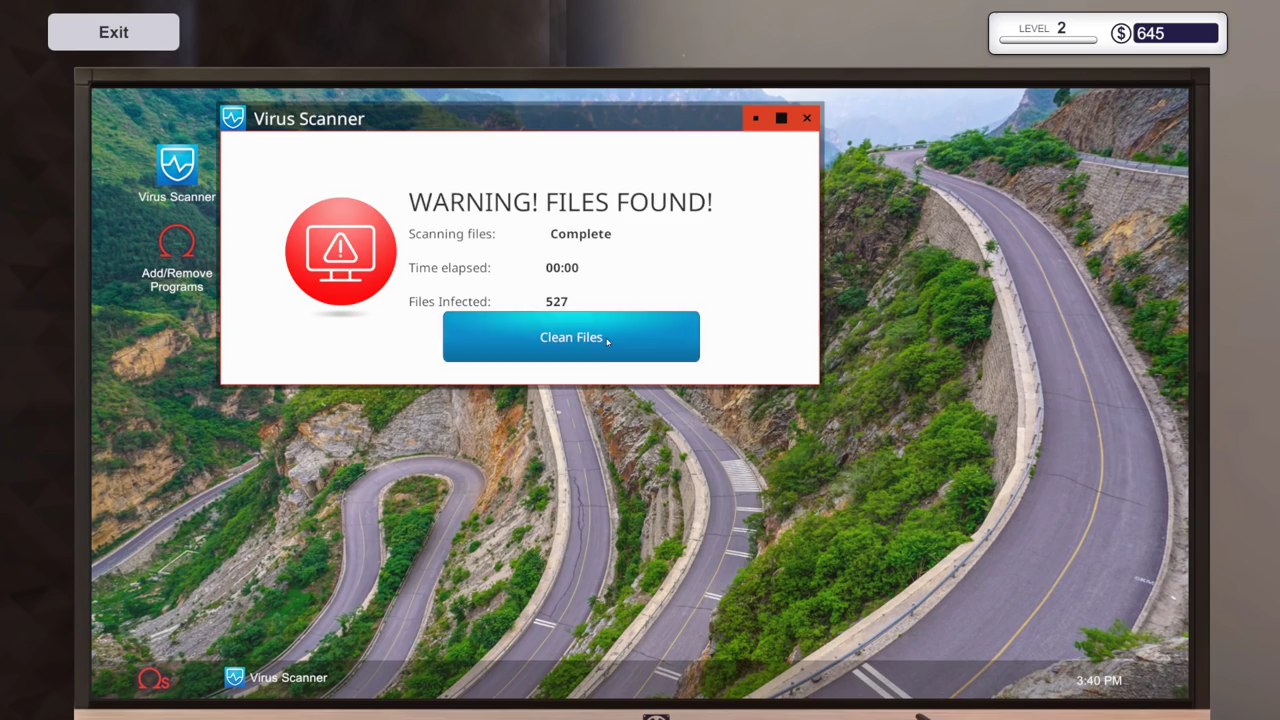 Exit
LEVEL 2
$ 645
Virus Scanner
Virus Scanner
Add/Remove
Programs
WARNING! FILES FOUND!
Scanning files: Complete
Time elapsed: 00:00
Files Infected: 527
Clean Files
Ωs
Virus Scanner
3:40 PM